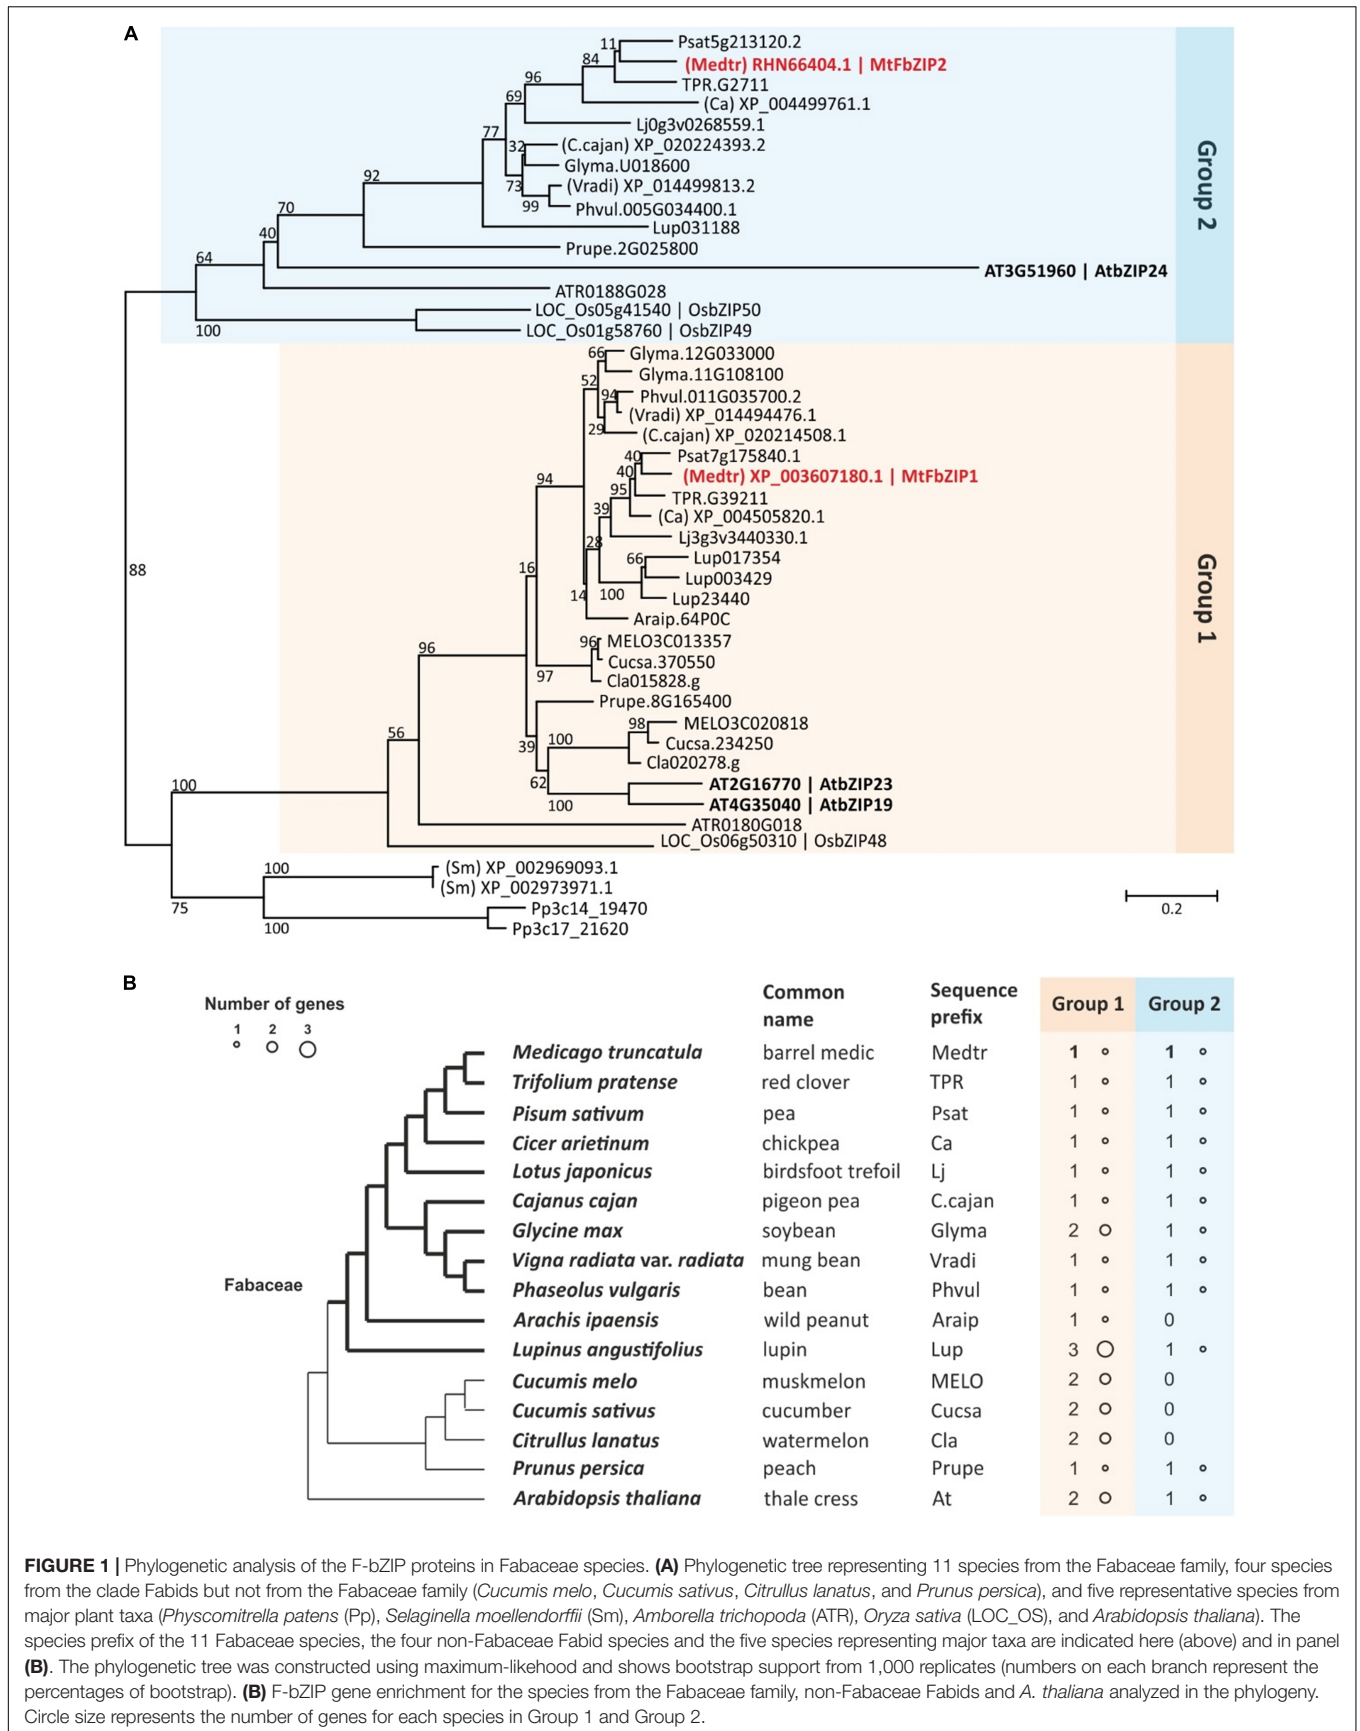 A
11
Psat5g213120.2
84
(Medtr) RHN66404.1 | MtFbZIP2
96
TPR.G2711
69
(Ca) XP_004499761.1
77
Lj0g3v0268559.1
32
(C.cajan) XP_020224393.2
Glyma.U018600
92
73
(Vradi) XP_014499813.2
99
Phvul.005G034400.1
70
Lup031188
40
Prupe.2G025800
64
AT3G51960 | AtbZIP24
ATR0188G028
LOC_Os05g41540 | OsbZIP50
100
LOC_Os01g58760 | OsbZIP49
Group 2
66
Glyma.12G033000
Glyma.11G108100
52
94
Phvul.011G035700.2
(Vradi) XP_014494476.1
29
(C.cajan) XP_020214508.1
40
Psat7g175840.1
40
(Medtr) XP_003607180.1 | MtFbZIP1
94
95
TPR.G39211
39
(Ca) XP_004505820.1
28
Lj3g3v3440330.1
66
Lup017354
16
Lup003429
14
100
Lup23440
Araip.64P0C
88
96
MELO3C013357
96
Cucsa.370550
97
Cla015828.g
Prupe.8G165400
98
MELO3C020818
56
39
100
Cucsa.234250
Cla020278.g
62
AT2G16770 | AtbZIP23
100
100
AT4G35040 | AtbZIP19
ATR0180G018
LOC_Os06g50310 | OsbZIP48
Group 1
100
(Sm) XP_002969093.1
(Sm) XP_002973971.1
75
Pp3c14_19470
100
Pp3c17_21620
0.2
B
Number of genes
1 2 3
Common name
Sequence prefix
Group 1 Group 2
Medicago truncatula barrel medic Medtr 1 1
Trifolium pratense red clover TPR 1 1
Pisum sativum pea Psat 1 1
Cicer arietinum chickpea Ca 1 1
Lotus japonicus birdsfoot trefoil Lj 1 1
Cajanus cajan pigeon pea C.cajan 1 1
Glycine max soybean Glyma 2 1
Vigna radiata var. radiata mung bean Vradi 1 1
Fabaceae
Phaseolus vulgaris bean Phvul 1 1
Arachis ipaensis wild peanut Araip 1 0
Lupinus angustifolius lupin Lup 3 1
Cucumis melo muskmelon MELO 2 0
Cucumis sativus cucumber Cucsa 2 0
Citrullus lanatus watermelon Cla 2 0
Prunus persica peach Prupe 1 1
Arabidopsis thaliana thale cress At 2 1
FIGURE 1 | Phylogenetic analysis of the F-bZIP proteins in Fabaceae species. (A) Phylogenetic tree representing 11 species from the Fabaceae family, four species
from the clade Fabids but not from the Fabaceae family (Cucumis melo, Cucumis sativus, Citrullus lanatus, and Prunus persica), and five representative species from
major plant taxa (Physcomitrella patens (Pp), Selaginella moellendorffii (Sm), Amborella trichopoda (ATR), Oryza sativa (LOC_OS), and Arabidopsis thaliana). The
species prefix of the 11 Fabaceae species, the four non-Fabaceae Fabid species and the five species representing major taxa are indicated here (above) and in panel
(B). The phylogenetic tree was constructed using maximum-likehood and shows bootstrap support from 1,000 replicates (numbers on each branch represent the
percentages of bootstrap). (B) F-bZIP gene enrichment for the species from the Fabaceae family, non-Fabaceae Fabids and A. thaliana analyzed in the phylogeny.
Circle size represents the number of genes for each species in Group 1 and Group 2.